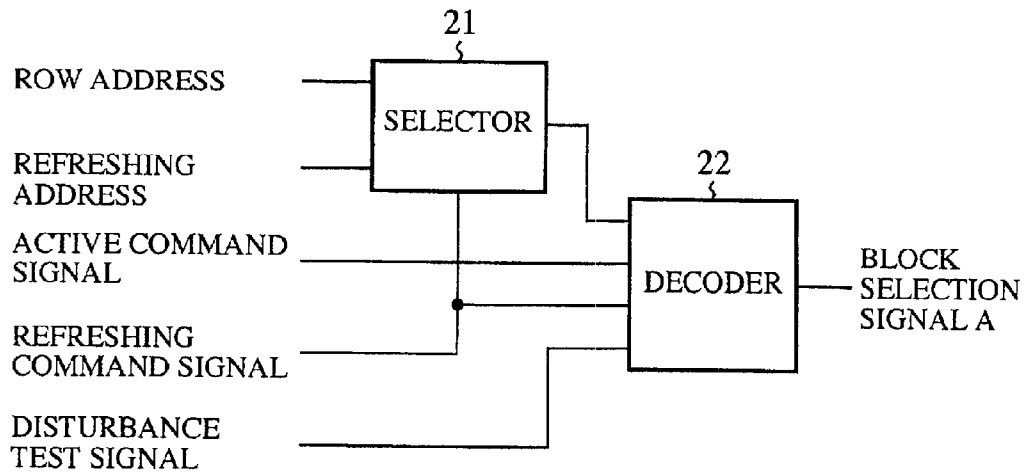 21
ROW ADDRESS
SELECTOR
REFRESHING
ADDRESS
22
ACTIVE COMMAND
SIGNAL
DECODER
BLOCK
SELECTION
SIGNAL A
REFRESHING
COMMAND SIGNAL
DISTURBANCE
TEST SIGNAL